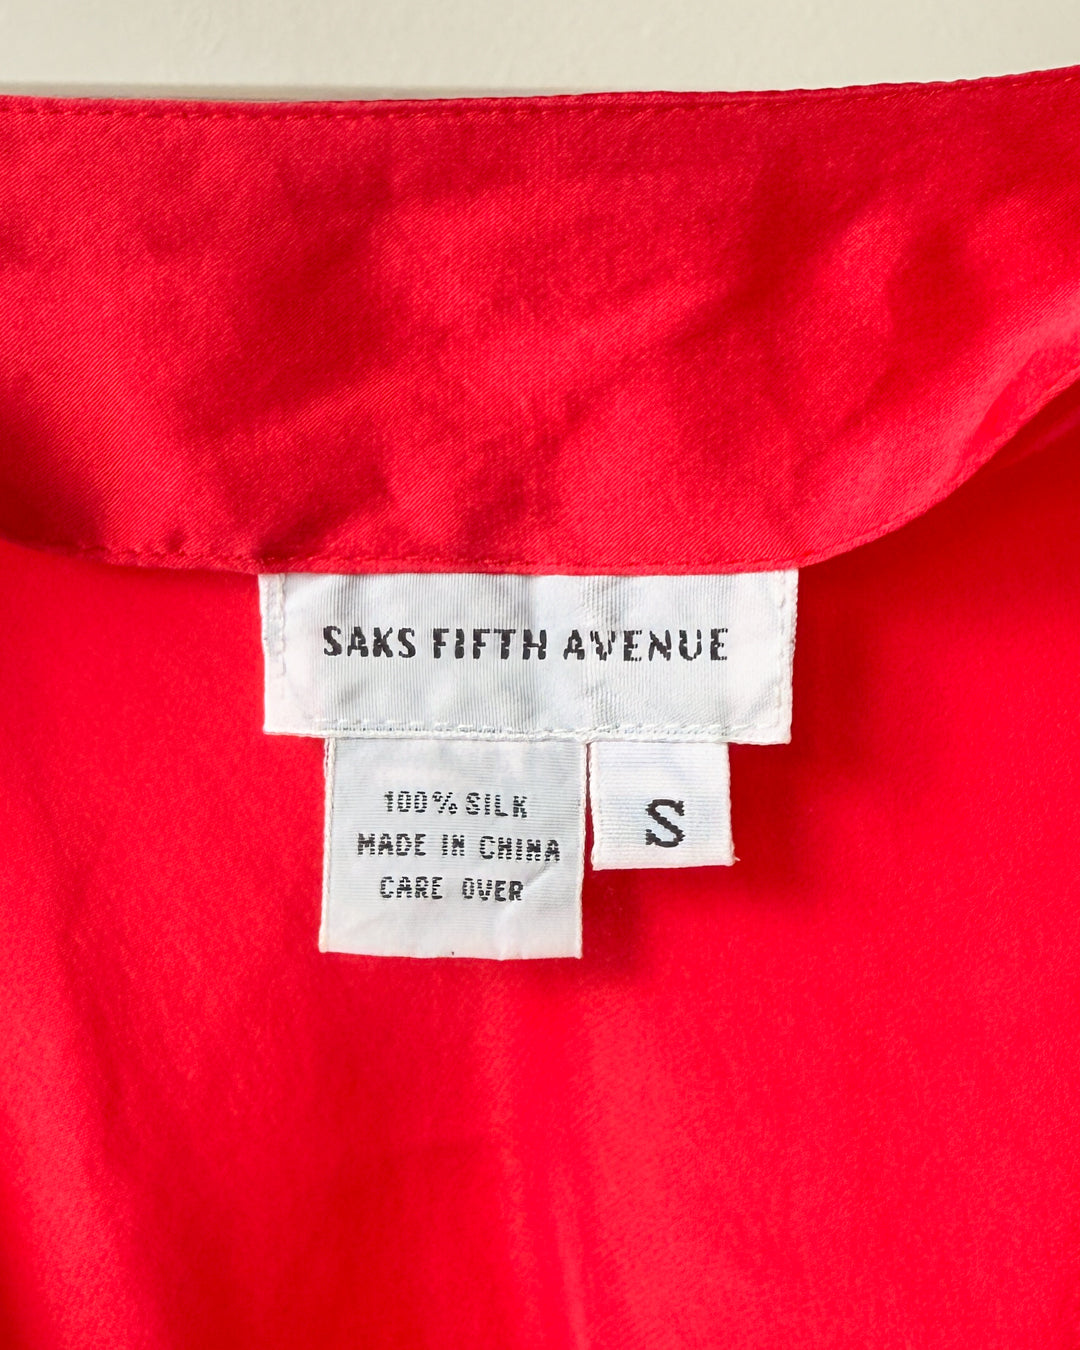 SAKS FIFTH AVENUE
100% SILK
MADE IN CHINA
CARE OVER
S